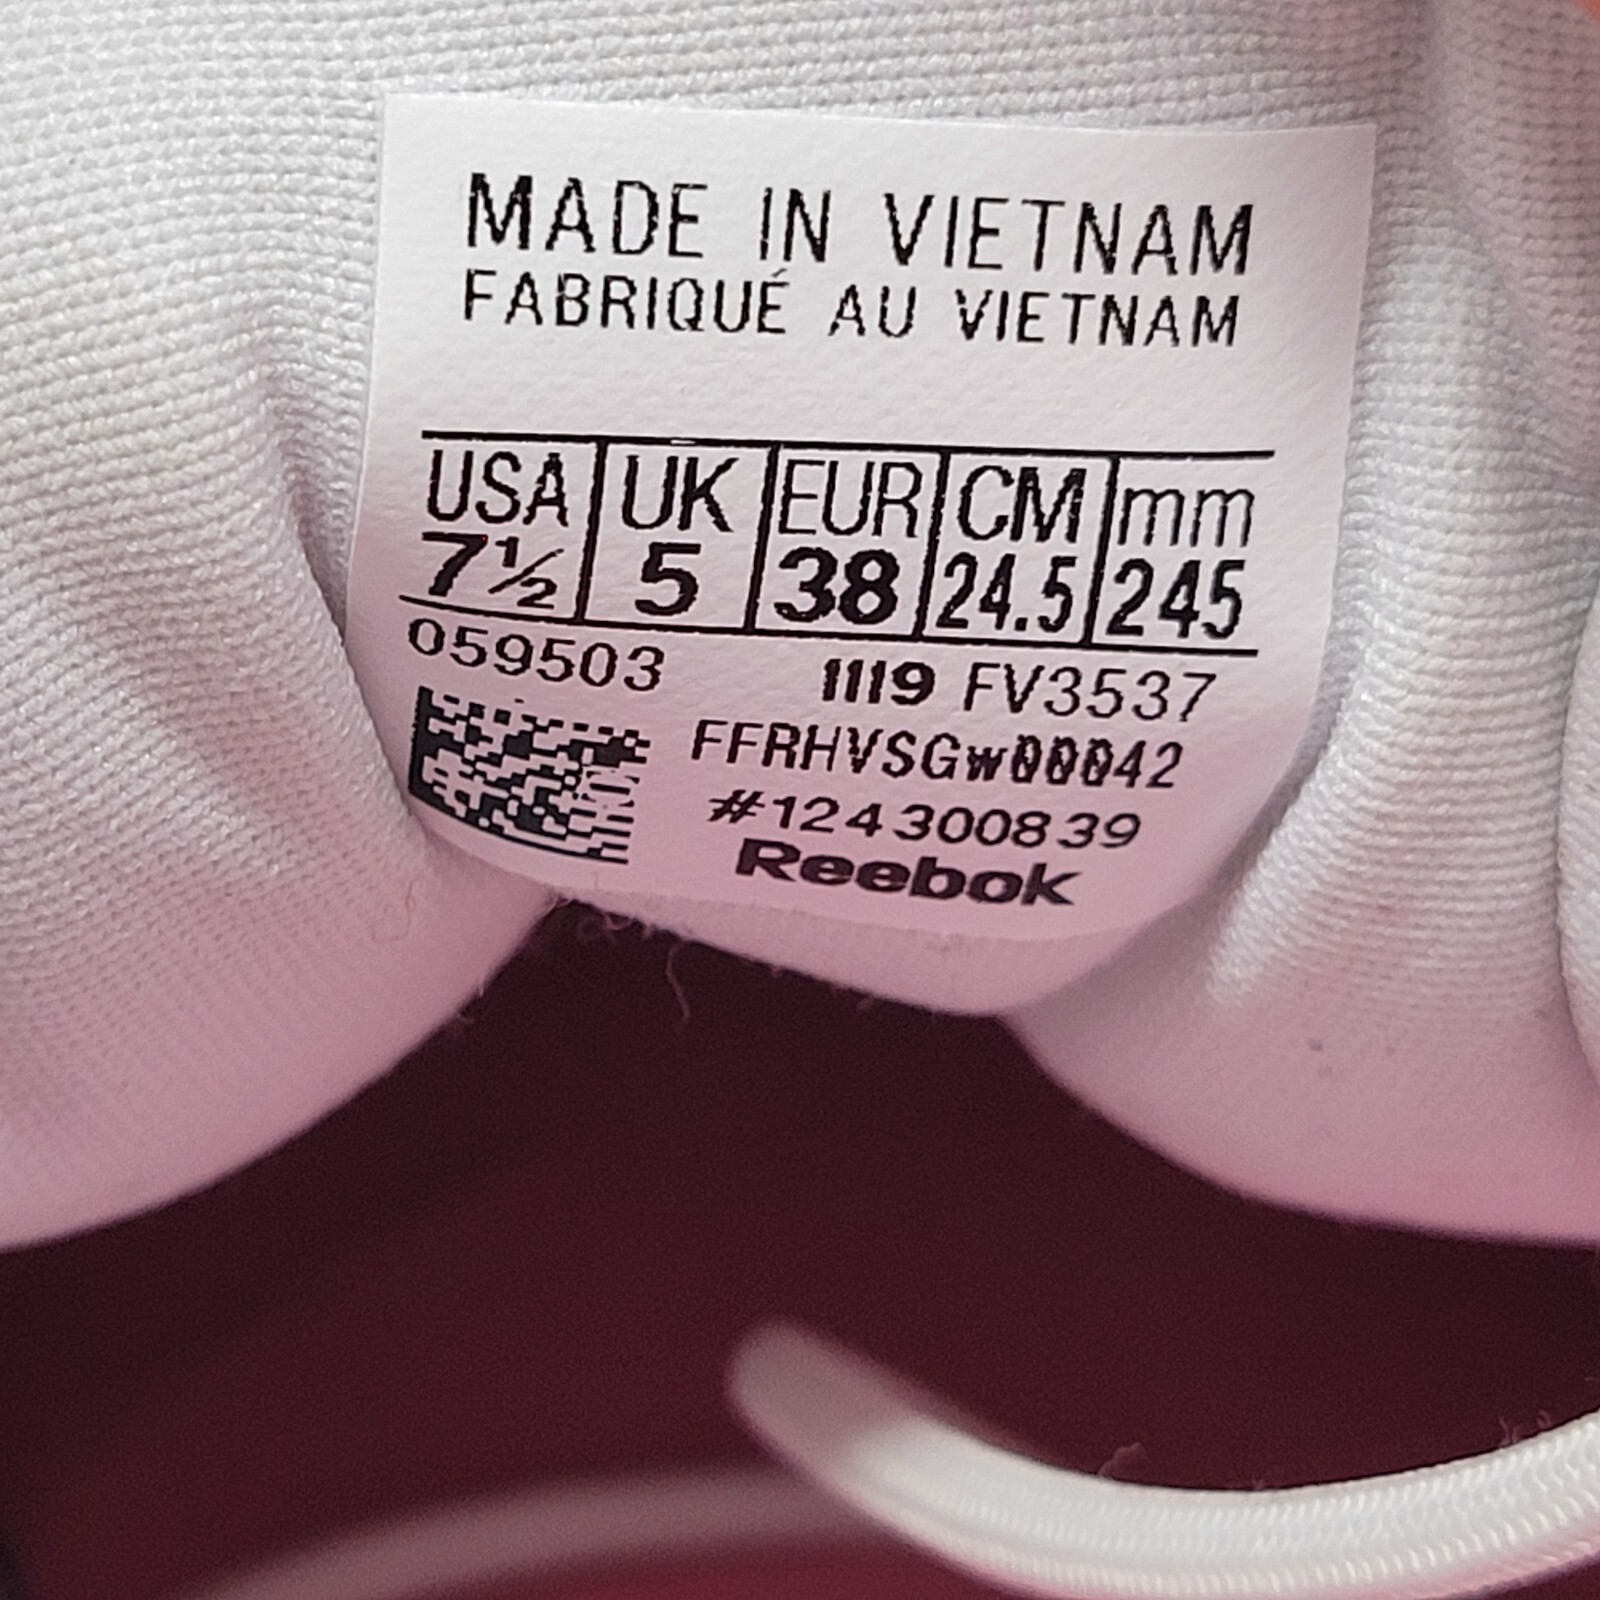 MADE IN VIETNAM
FABRIQUÉ AU VIETNAM
USA UK EUR CM mm
7½ 5 38 24.5 245
059503 1119 FV3537
FFRHVSGW00042
#124300839
Reebok